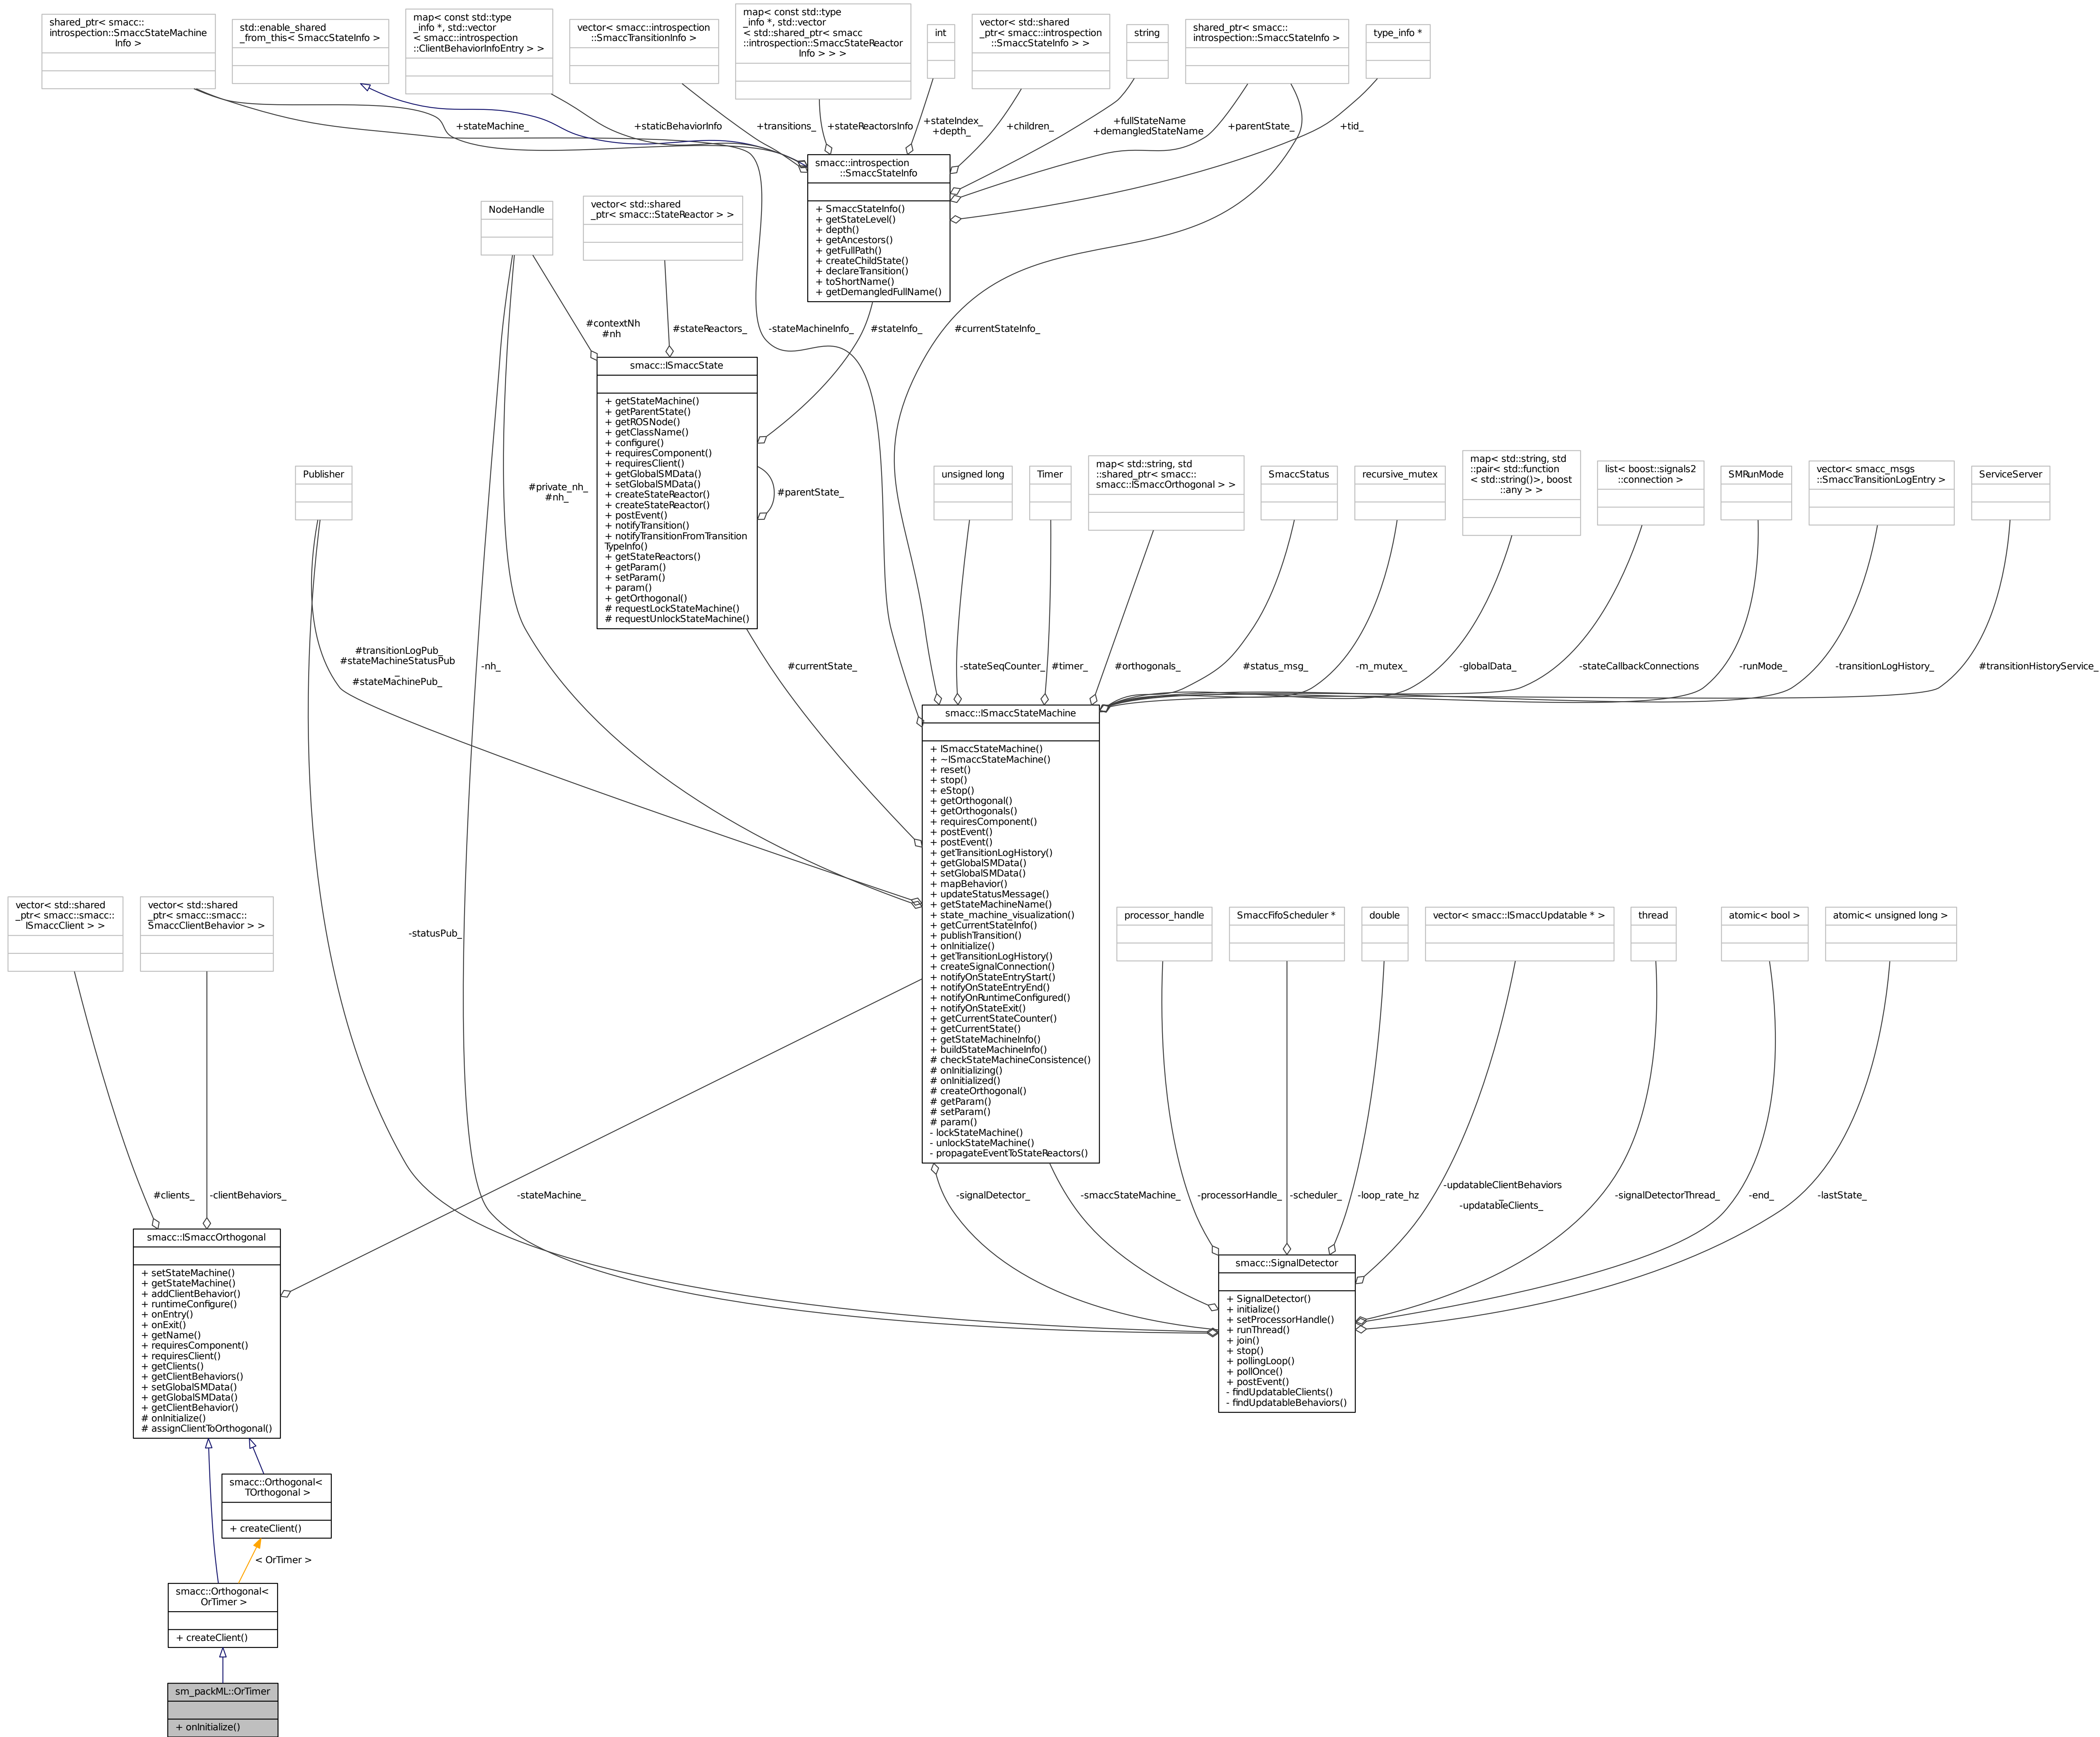 shared_ptr< smacc::
introspection::SmaccStateMachine
Info >
std::enable_shared
_from_this< SmaccStateInfo >
map< const std::type
_info *, std::vector
< smacc::introspection
::ClientBehaviorInfoEntry > >
vector< smacc::introspection
::SmaccTransitionInfo >
map< const std::type
_info *, std::vector
< std::shared_ptr< smacc
::introspection::SmaccStateReactor
Info > > >
int
vector< std::shared
_ptr< smacc::introspection
::SmaccStateInfo > >
string
shared_ptr< smacc::
introspection::SmaccStateInfo >
type_info *
+stateMachine_
+staticBehaviorInfo
+transitions_
+stateReactorsInfo
+stateIndex_
+depth_
+children_
+fullStateName
+demangledStateName
+parentState_
+tid_
smacc::introspection
::SmaccStateInfo
+ SmaccStateInfo()
+ getStateLevel()
+ depth()
+ getAncestors()
+ getFullPath()
+ createChildState()
+ declareTransition()
+ toShortName()
+ getDemangledFullName()
NodeHandle
vector< std::shared
_ptr< smacc::StateReactor > >
#contextNh
#nh
#stateReactors_
-stateMachineInfo_
#stateInfo_
#currentStateInfo_
smacc::ISmaccState
+ getStateMachine()
+ getParentState()
+ getROSNode()
+ getClassName()
+ configure()
+ requiresComponent()
+ requiresClient()
+ getGlobalSMData()
+ setGlobalSMData()
+ createStateReactor()
+ createStateReactor()
+ postEvent()
+ notifyTransition()
+ notifyTransitionFromTransition
TypeInfo()
+ getStateReactors()
+ getParam()
+ setParam()
+ param()
+ getOrthogonal()
# requestLockStateMachine()
# requestUnlockStateMachine()
#parentState_
Publisher
#private_nh_
#nh_
unsigned long
Timer
map< std::string, std
::shared_ptr< smacc::
smacc::ISmaccOrthogonal > >
SmaccStatus
recursive_mutex
map< std::string, std
::pair< std::function
< std::string()>, boost
::any > >
list< boost::signals2
::connection >
SMRunMode
vector< smacc_msgs
::SmaccTransitionLogEntry >
ServiceServer
#transitionLogPub_
#stateMachineStatusPub
_
#stateMachinePub_
-nh_
#currentState_
-stateSeqCounter_
#timer_
#orthogonals_
#status_msg_
-m_mutex_
-globalData_
-stateCallbackConnections
-runMode_
-transitionLogHistory_
#transitionHistoryService_
smacc::ISmaccStateMachine
+ ISmaccStateMachine()
+ ~ISmaccStateMachine()
+ reset()
+ stop()
+ eStop()
+ getOrthogonal()
+ getOrthogonals()
+ requiresComponent()
+ postEvent()
+ postEvent()
+ getTransitionLogHistory()
+ getGlobalSMData()
+ setGlobalSMData()
+ mapBehavior()
+ updateStatusMessage()
+ getStateMachineName()
+ state_machine_visualization()
+ getCurrentStateInfo()
+ publishTransition()
+ onInitialize()
+ getTransitionLogHistory()
+ createSignalConnection()
+ notifyOnStateEntryStart()
+ notifyOnStateEntryEnd()
+ notifyOnRuntimeConfigured()
+ notifyOnStateExit()
+ getCurrentStateCounter()
+ getCurrentState()
+ getStateMachineInfo()
+ buildStateMachineInfo()
# checkStateMachineConsistence()
# onInitializing()
# onInitialized()
# createOrthogonal()
# getParam()
# setParam()
# param()
- lockStateMachine()
- unlockStateMachine()
- propagateEventToStateReactors()
vector< std::shared
_ptr< smacc::smacc::
ISmaccClient > >
vector< std::shared
_ptr< smacc::smacc::
SmaccClientBehavior > >
-statusPub_
processor_handle
SmaccFifoScheduler *
double
vector< smacc::ISmaccUpdatable * >
thread
atomic< bool >
atomic< unsigned long >
#clients_
-clientBehaviors_
-stateMachine_
-signalDetector_
-smaccStateMachine_
-processorHandle_
-scheduler_
-loop_rate_hz
-updatableClientBehaviors
_
-updatableClients_
-signalDetectorThread_
-end_
-lastState_
smacc::ISmaccOrthogonal
+ setStateMachine()
+ getStateMachine()
+ addClientBehavior()
+ runtimeConfigure()
+ onEntry()
+ onExit()
+ getName()
+ requiresComponent()
+ requiresClient()
+ getClients()
+ getClientBehaviors()
+ setGlobalSMData()
+ getGlobalSMData()
+ getClientBehavior()
# onInitialize()
# assignClientToOrthogonal()
smacc::SignalDetector
+ SignalDetector()
+ initialize()
+ setProcessorHandle()
+ runThread()
+ join()
+ stop()
+ pollingLoop()
+ pollOnce()
+ postEvent()
- findUpdatableClients()
- findUpdatableBehaviors()
smacc::Orthogonal<
TOrthogonal >
+ createClient()
< OrTimer >
smacc::Orthogonal<
OrTimer >
+ createClient()
sm_packML::OrTimer
+ onInitialize()